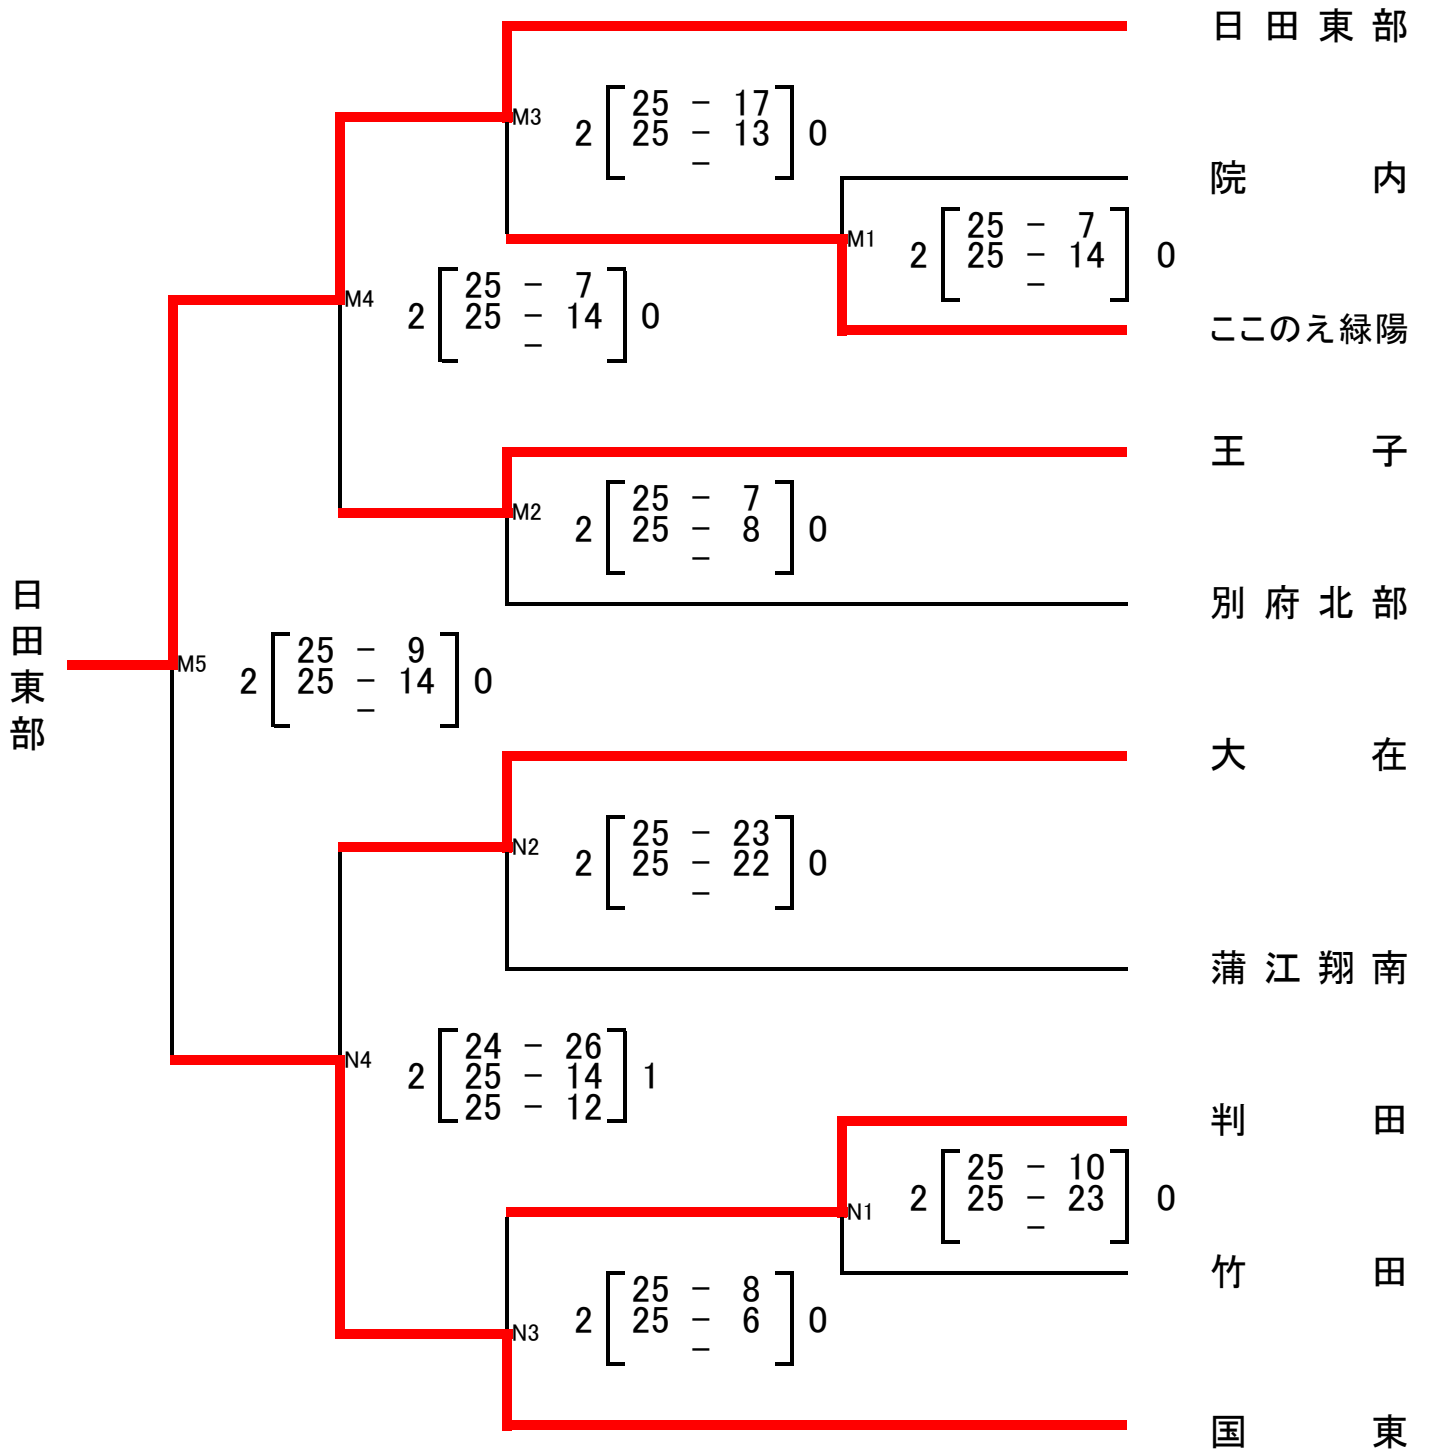 日田東部
M3
2 25 - 17 0
25 - 13
-
院内
M1
2 25 - 7 0
25 - 14
-
ここのえ緑陽
M4
2 25 - 7 0
25 - 14
-
王子
M2
2 25 - 7 0
25 - 8
-
別府北部
日田東部
M5
2 25 - 9 0
25 - 14
-
大在
N2
2 25 - 23 0
25 - 22
-
蒲江翔南
N4
2 24 - 26 1
25 - 14
25 - 12
判田
N1
2 25 - 10 0
25 - 23
-
竹田
N3
2 25 - 8 0
25 - 6
-
国東